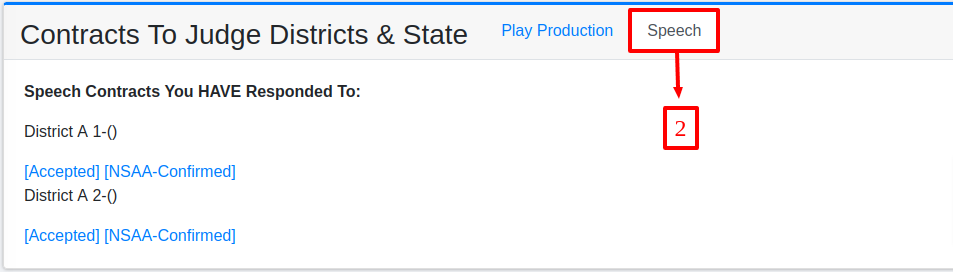 Contracts To Judge Districts & State Play Production Speech
2
Speech Contracts You HAVE Responded To:
District A 1-()
[Accepted] [NSAA-Confirmed]
District A 2-()
[Accepted] [NSAA-Confirmed]